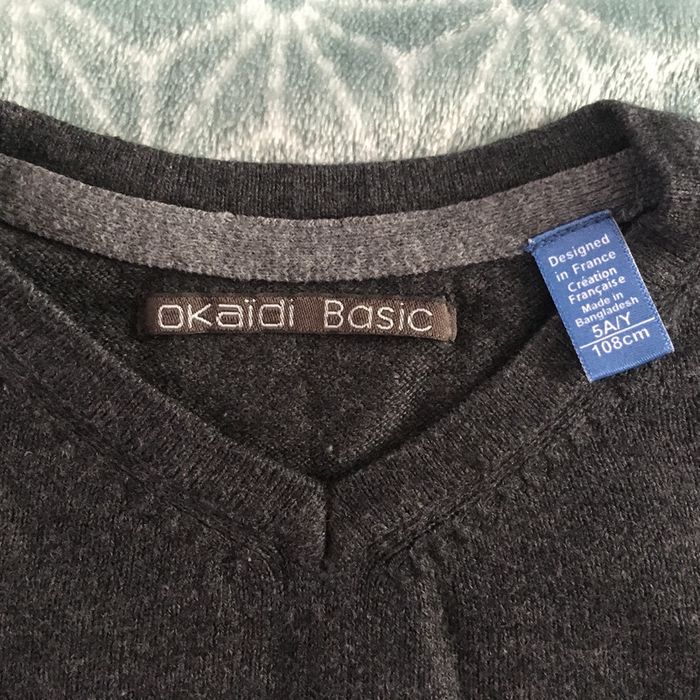 okaïdi Basic
Designed
in France
Création
Française
Made in
Bangladesh
5A/Y
108cm